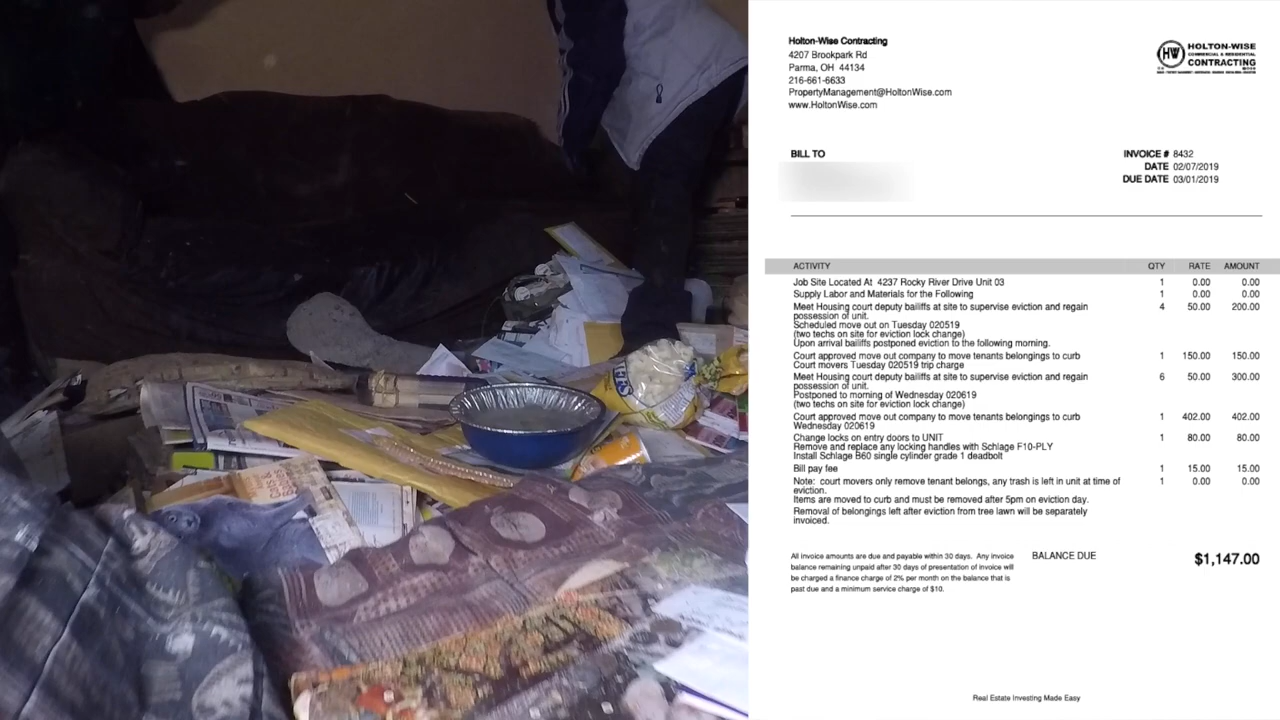 Holton-Wise Contracting
4207 Brookpark Rd
Parma, OH 44134
216-661-6633
PropertyManagement@HoltonWise.com
www.HoltonWise.com
HW
HOLTON-WISE
COMMERCIAL & RESIDENTIAL
CONTRACTING
BILL TO
INVOICE # 8432
DATE 02/07/2019
DUE DATE 03/01/2019
ACTIVITY QTY RATE AMOUNT
Job Site Located At 4237 Rocky River Drive Unit 03 1 0.00 0.00
Supply Labor and Materials for the Following 1 0.00 0.00
Meet Housing court deputy bailiffs at site to supervise eviction and regain 4 50.00 200.00
possession of unit.
Scheduled move out on Tuesday 020519
(two techs on site for eviction lock change)
Upon arrival bailiffs postponed eviction to the following morning.
Court approved move out company to move tenants belongings to curb 1 150.00 150.00
Court movers Tuesday 020519 trip charge
Meet Housing court deputy bailiffs at site to supervise eviction and regain 6 50.00 300.00
possession of unit.
Postponed to morning of Wednesday 020619
(two techs on site for eviction lock change)
Court approved move out company to move tenants belongings to curb 1 402.00 402.00
Wednesday 020619
Change locks on entry doors to UNIT 1 80.00 80.00
Remove and replace any locking handles with Schlage F10-PLY
Install Schlage B60 single cylinder grade 1 deadbolt
Bill pay fee 1 15.00 15.00
Note: court movers only remove tenant belongs, any trash is left in unit at time of 1 0.00 0.00
eviction.
Items are moved to curb and must be removed after 5pm on eviction day.
Removal of belongings left after eviction from tree lawn will be separately
invoiced.
All invoice amounts are due and payable within 30 days. Any invoice
balance remaining unpaid after 30 days of presentation of invoice will
be charged a finance charge of 2% per month on the balance that is
past due and a minimum service charge of $10.
BALANCE DUE $1,147.00
Real Estate Investing Made Easy